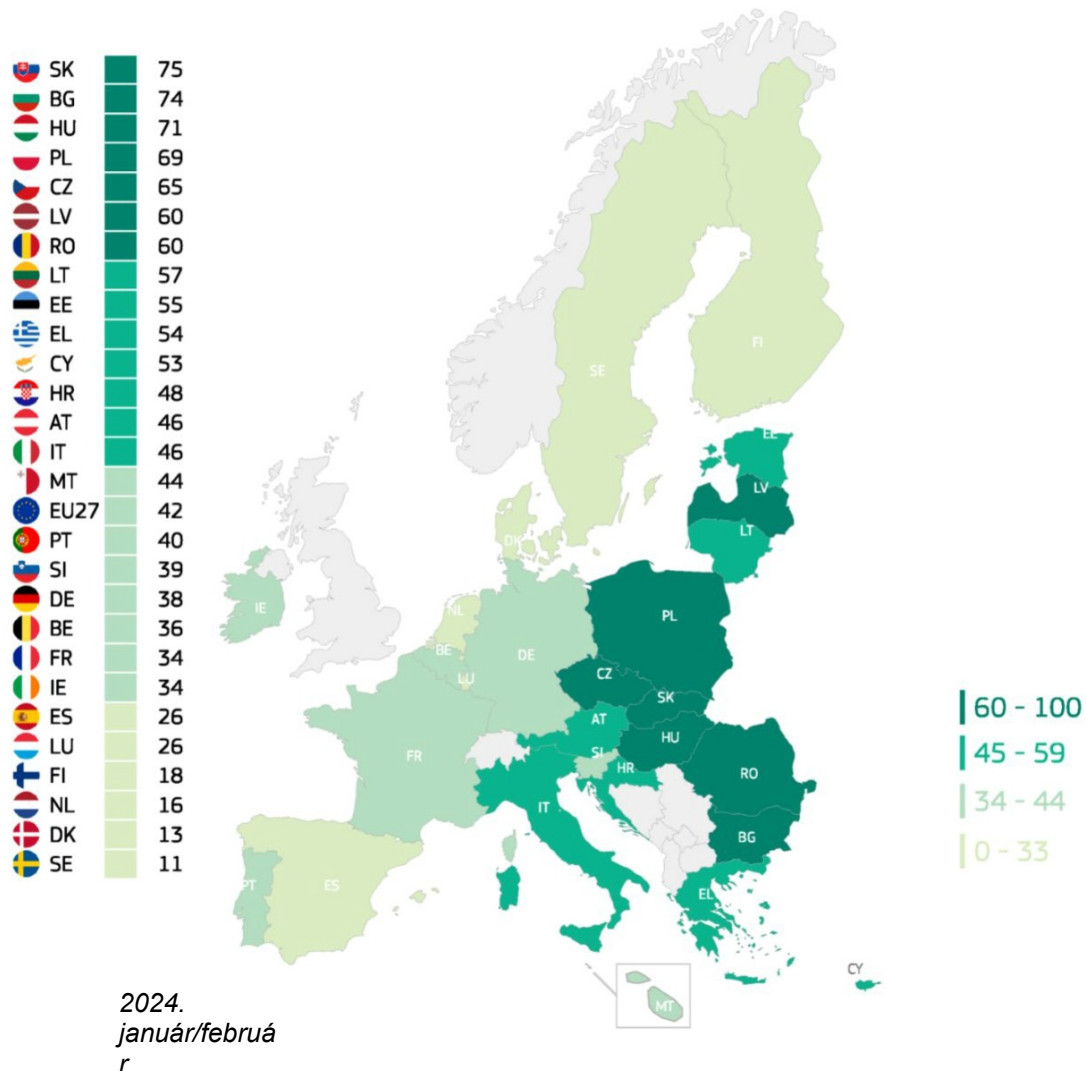 SK 75
BG 74
HU 71
PL 69
CZ 65
LV 60
RO 60
LT 57
EE 55
EL 54
CY 53
HR 48
AT 46
IT 46
MT 44
EU27 42
PT 40
SI 39
DE 38
BE 36
FR 34
IE 34
ES 26
LU 26
FI 18
NL 16
DK 13
SE 11
FI
SE
EE
LV
LT
DK
IE
NL
PL
BE
DE
LU
CZ
SK
AT
HU
SI
HR
FR
RO
IT
BG
PT
ES
EL
CY
MT
60 - 100
45 - 59
34 - 44
0 - 33
2024.
január/februá
r